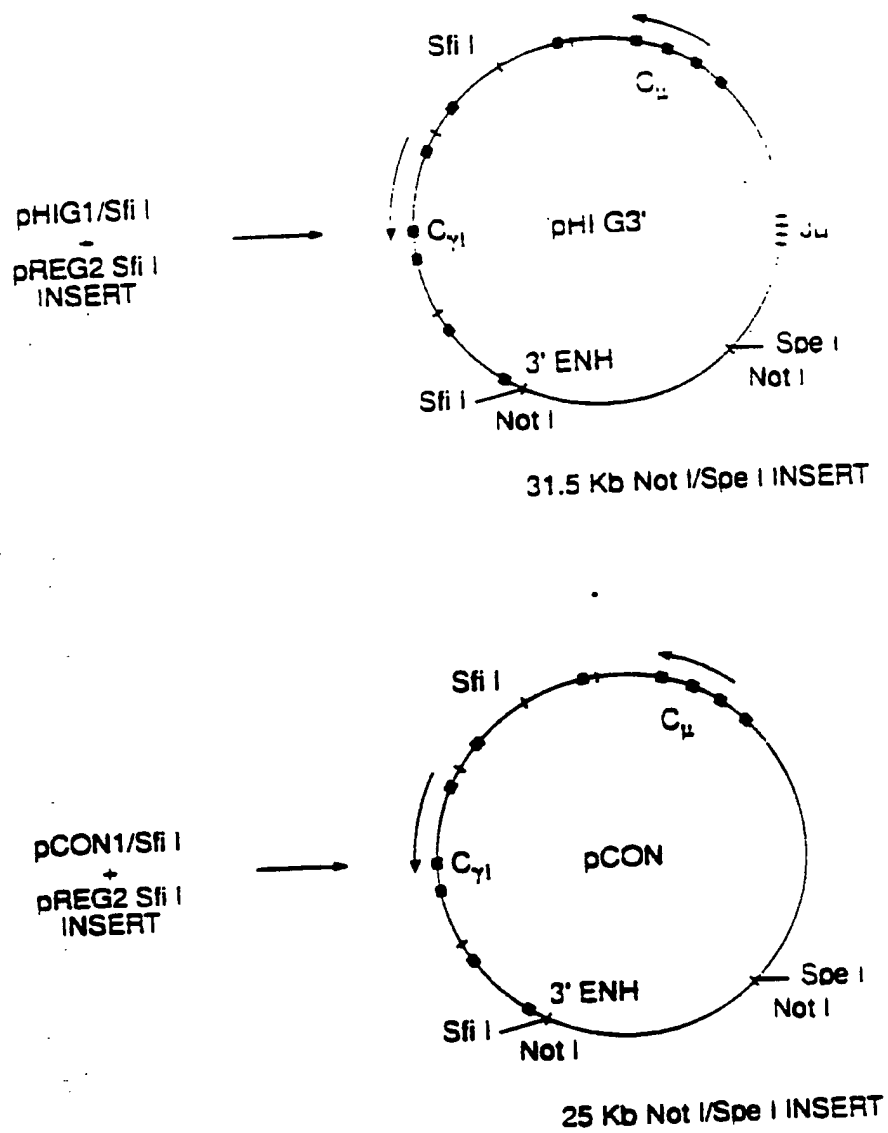 Sfi I
Cμ
pHIG1/Sfi I
pREG2 Sfi I
INSERT
Cγ1
pHI G3'
3' ENH
Spe I
Not I
Sfi I
Not I
31.5 Kb Not I/Spe I INSERT
Sfi I
Cμ
pCON1/Sfi I
+
pREG2 Sfi I
INSERT
Cγ1
pCON
3' ENH
Spe I
Not I
Sfi I
Not I
25 Kb Not I/Spe I INSERT